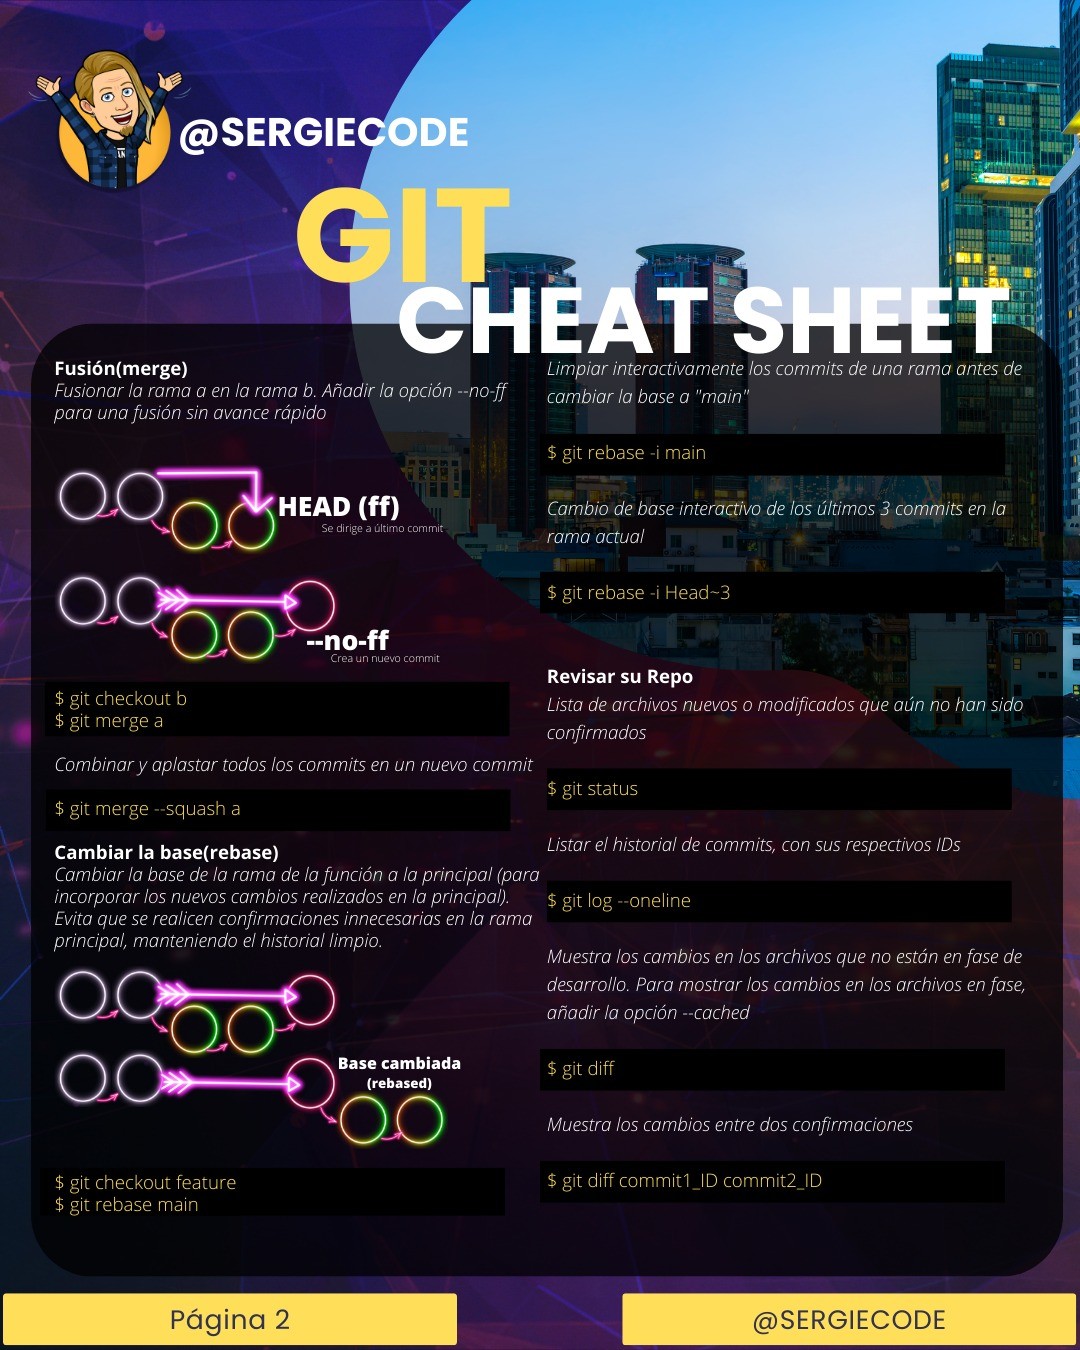 @SERGIECODE
GIT
CHEAT SHEET
Fusión(merge)
Fusionar la rama a en la rama b. Añadir la opción --no-ff
para una fusión sin avance rápido
HEAD (ff)
Se dirige a último commit
--no-ff
Crea un nuevo commit
$ git checkout b
$ git merge a
Combinar y aplastar todos los commits en un nuevo commit
$ git merge --squash a
Cambiar la base(rebase)
Cambiar la base de la rama de la función a la principal (para
incorporar los nuevos cambios realizados en la principal).
Evita que se realicen confirmaciones innecesarias en la rama
principal, manteniendo el historial limpio.
Base cambiada
(rebased)
$ git checkout feature
$ git rebase main
Limpiar interactivamente los commits de una rama antes de
cambiar la base a "main"
$ git rebase -i main
Cambio de base interactivo de los últimos 3 commits en la
rama actual
$ git rebase -i Head~3
Revisar su Repo
Lista de archivos nuevos o modificados que aún no han sido
confirmados
$ git status
Listar el historial de commits, con sus respectivos IDs
$ git log --oneline
Muestra los cambios en los archivos que no están en fase de
desarrollo. Para mostrar los cambios en los archivos en fase,
añadir la opción --cached
$ git diff
Muestra los cambios entre dos confirmaciones
$ git diff commit1_ID commit2_ID
Página 2
@SERGIECODE